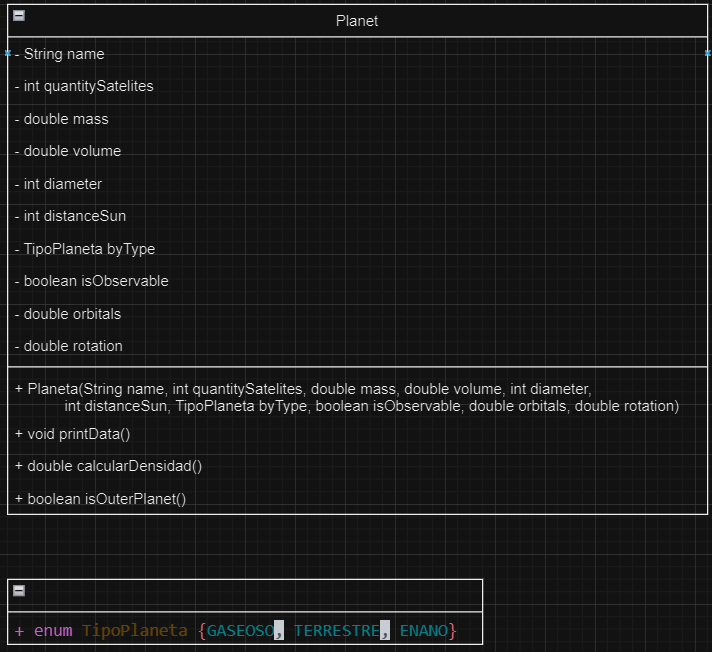 Planet
- String name
- int quantitySatelites
- double mass
- double volume
- int diameter
- int distanceSun
- TipoPlaneta byType
- boolean isObservable
- double orbitals
- double rotation
+ Planeta(String name, int quantitySatelites, double mass, double volume, int diameter,
int distanceSun, TipoPlaneta byType, boolean isObservable, double orbitals, double rotation)
+ void printData()
+ double calcularDensidad()
+ boolean isOuterPlanet()
+ enum TipoPlaneta {GASEOSO, TERRESTRE, ENANO}